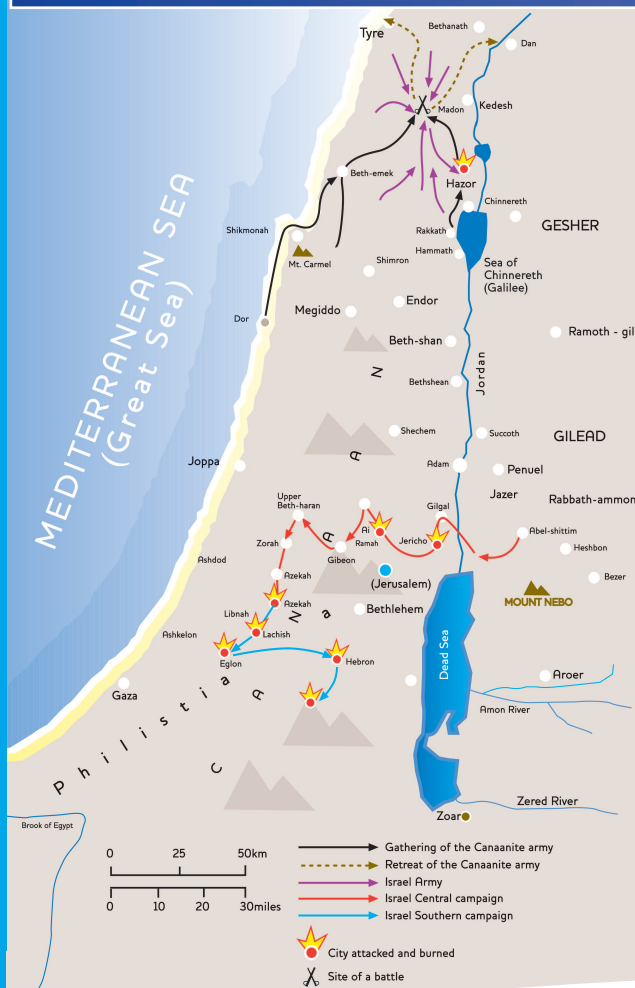 Tyre
Bethanath
Dan
Madon
Kedesh
Hazor
Beth-emek
Chinnereth
GESHER
Shikmonah
Rakkath
Hammath
Mt. Carmel
Shimron
Sea of
Chinnereth
(Galilee)
MEDITERRANEAN SEA
(Great Sea)
Endor
Megiddo
Dor
Ramoth - gil
Beth-shan
Jordan
Bethshean
Shechem
Succoth
GILEAD
Joppa
Adam
Penuel
Jazer
Rabbath-ammon
Upper
Beth-haran
Gilgal
Ai
Ramah
Jericho
Abel-shittim
Zorah
Gibeon
Heshbon
Ashdod
Azekah
(Jerusalem)
Bezer
MOUNT NEBO
Azekah
Bethlehem
Libnah
Ashkelon
Lachish
Eglon
Hebron
Dead Sea
Aroer
Gaza
Amon River
Philistia
C A N a A N
Zered River
Zoar
Brook of Egypt
0 25 50km
0 10 20 30miles
Gathering of the Canaanite army
Retreat of the Canaanite army
Israel Army
Israel Central campaign
Israel Southern campaign
City attacked and burned
Site of a battle